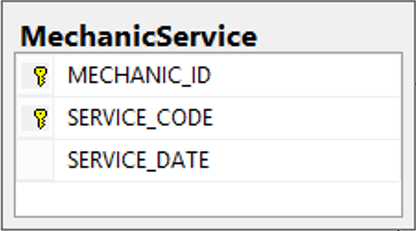 MechanicService
MECHANIC_ID
SERVICE_CODE
SERVICE_DATE